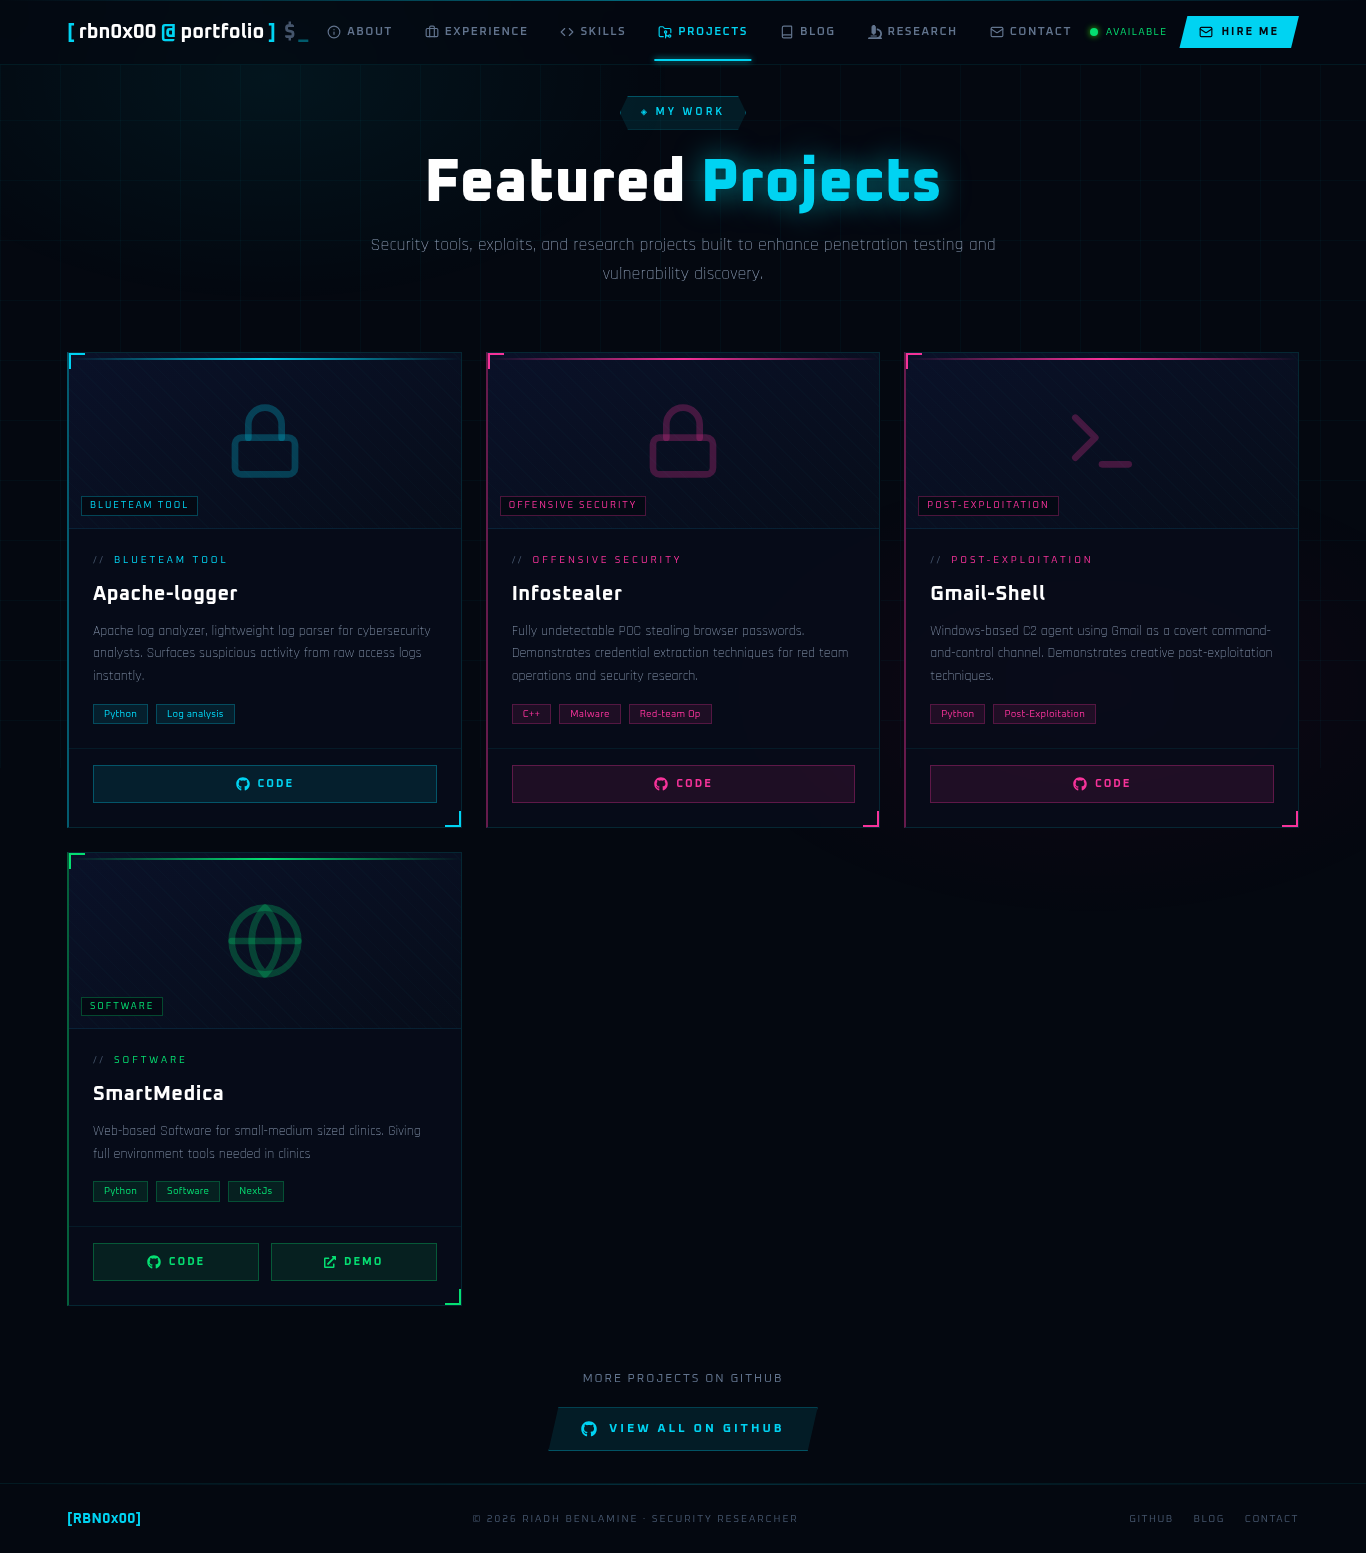 [ rbn0x00 @ portfolio ] $_
ABOUT
EXPERIENCE
SKILLS
PROJECTS
BLOG
RESEARCH
CONTACT
AVAILABLE
HIRE ME
◈ MY WORK
Featured Projects
Security tools, exploits, and research projects built to enhance penetration testing and
vulnerability discovery.
BLUETEAM TOOL
// BLUETEAM TOOL
Apache-logger
Apache log analyzer, lightweight log parser for cybersecurity
analysts. Surfaces suspicious activity from raw access logs
instantly.
Python
Log analysis
CODE
OFFENSIVE SECURITY
// OFFENSIVE SECURITY
Infostealer
Fully undetectable POC stealing browser passwords.
Demonstrates credential extraction techniques for red team
operations and security research.
C++
Malware
Red-team Op
CODE
POST-EXPLOITATION
// POST-EXPLOITATION
Gmail-Shell
Windows-based C2 agent using Gmail as a covert command-
and-control channel. Demonstrates creative post-exploitation
techniques.
Python
Post-Exploitation
CODE
SOFTWARE
// SOFTWARE
SmartMedica
Web-based Software for small-medium sized clinics. Giving
full environment tools needed in clinics
Python
Software
NextJs
CODE
DEMO
MORE PROJECTS ON GITHUB
VIEW ALL ON GITHUB
[RBN0x00]
© 2026 RIADH BENLAMINE · SECURITY RESEARCHER
GITHUB
BLOG
CONTACT